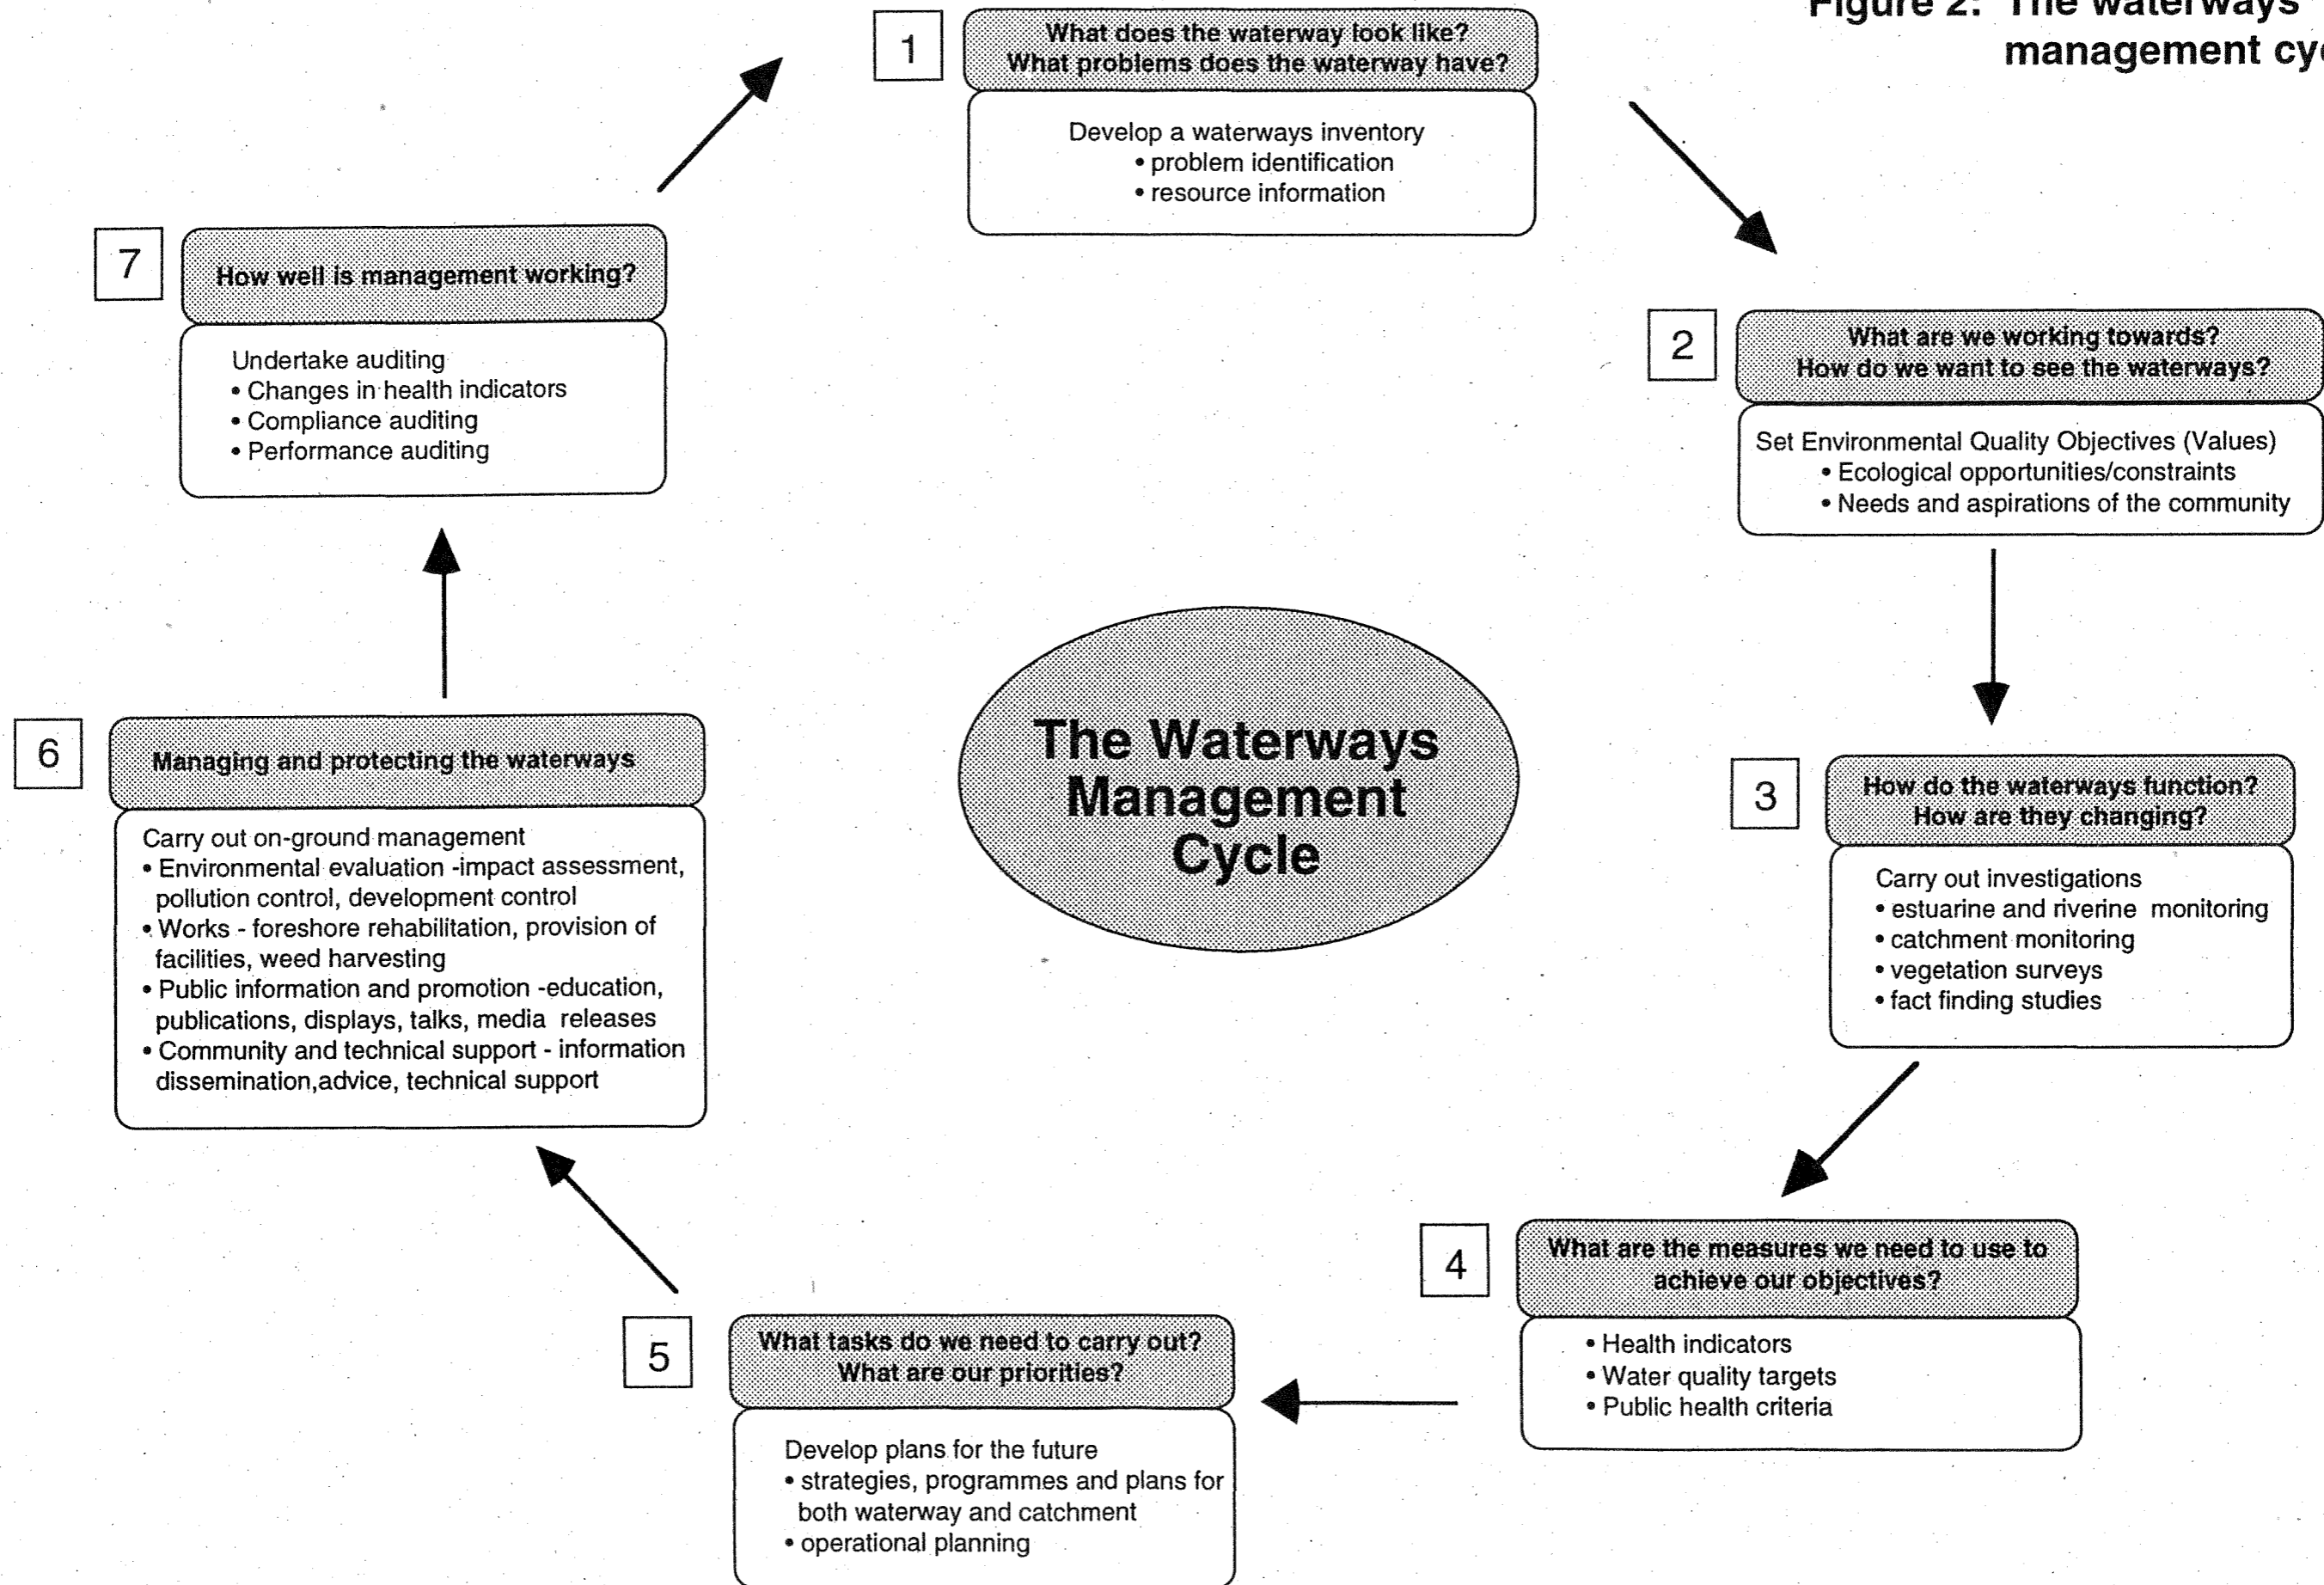 Figure 2: The waterways
management cy
1
What does the waterway look like?
What problems does the waterway have?
Develop a waterways inventory
• problem identification
• resource information
2
What are we working towards?
How do we want to see the waterways?
Set Environmental Quality Objectives (Values)
• Ecological opportunities/constraints
• Needs and aspirations of the community
3
How do the waterways function?
How are they changing?
Carry out investigations
• estuarine and riverine monitoring
• catchment monitoring
• vegetation surveys
• fact finding studies
4
What are the measures we need to use to
achieve our objectives?
• Health indicators
• Water quality targets
• Public health criteria
5
What tasks do we need to carry out?
What are our priorities?
Develop plans for the future
• strategies, programmes and plans for
both waterway and catchment
• operational planning
6
Managing and protecting the waterways
Carry out on-ground management
• Environmental evaluation -impact assessment,
pollution control, development control
• Works - foreshore rehabilitation, provision of
facilities, weed harvesting
• Public information and promotion -education,
publications, displays, talks, media releases
• Community and technical support - information
dissemination,advice, technical support
7
How well is management working?
Undertake auditing
• Changes in health indicators
• Compliance auditing
• Performance auditing
The Waterways
Management
Cycle